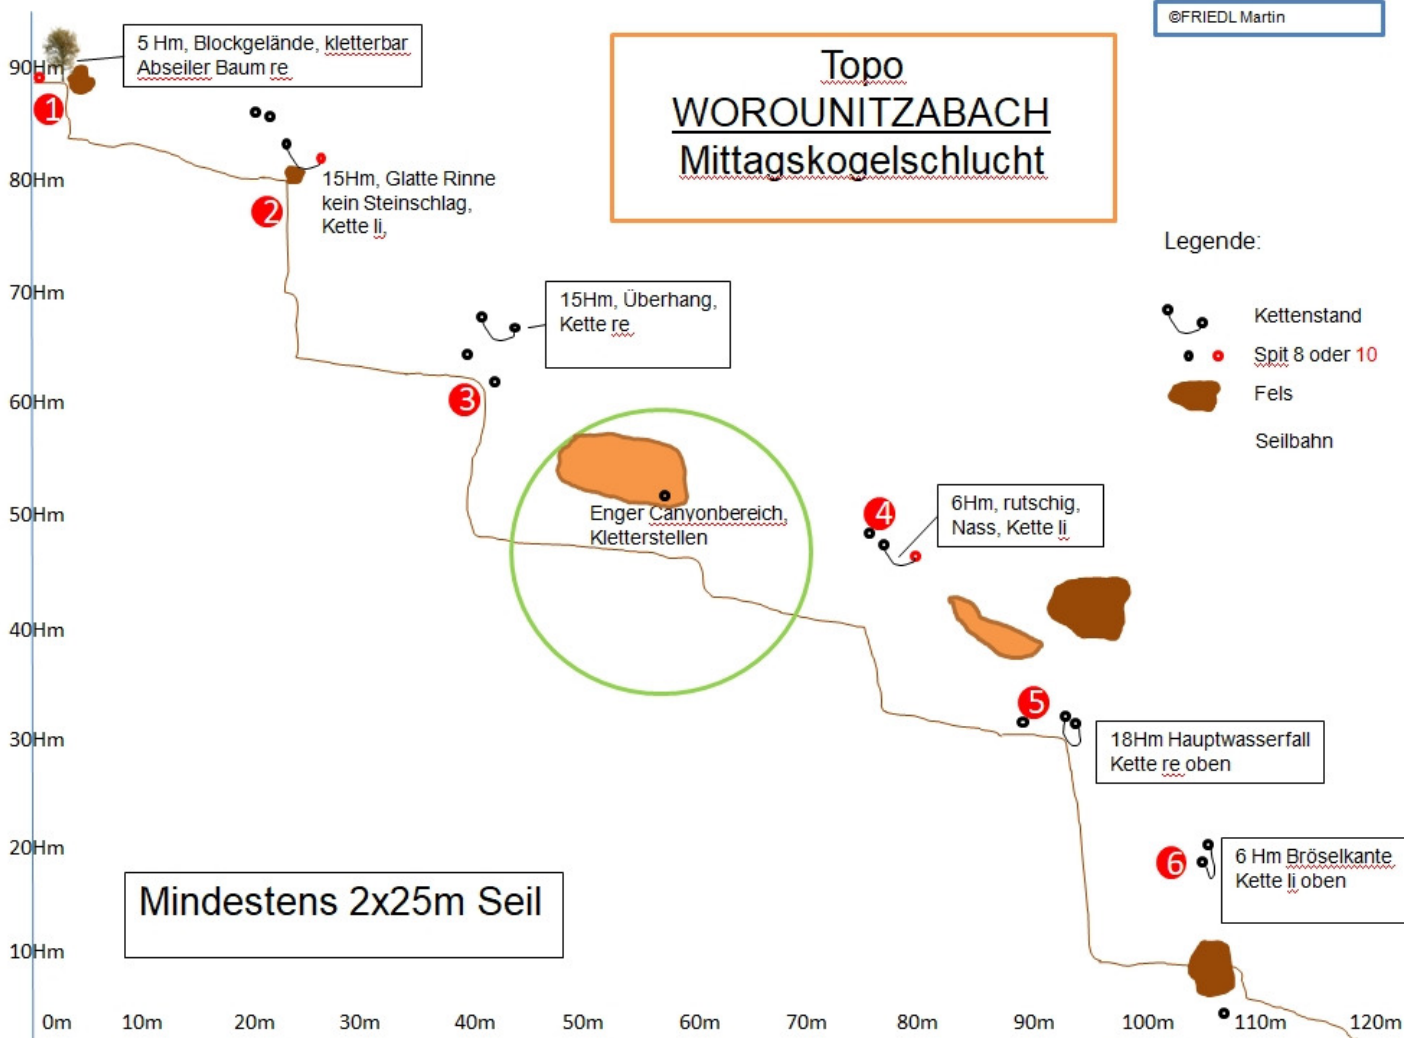 ©FRIEDL Martin
Topo
WOROUNITZABACH
Mittagskogelschlucht
5 Hm, Blockgelände, kletterbar
Abseiler Baum re
90Hm
1
80Hm
2
15Hm, Glatte Rinne
kein Steinschlag,
Kette li,
Legende:
Kettenstand
Spit 8 oder 10
Fels
Seilbahn
70Hm
15Hm, Überhang,
Kette re
60Hm
3
50Hm
Enger Canyonbereich,
Kletterstellen
4
6Hm, rutschig,
Nass, Kette li
40Hm
30Hm
5
18Hm Hauptwasserfall
Kette re oben
20Hm
6
6 Hm Bröselkante
Kette li oben
Mindestens 2x25m Seil
10Hm
0m 10m 20m 30m 40m 50m 60m 70m 80m 90m 100m 110m 120m